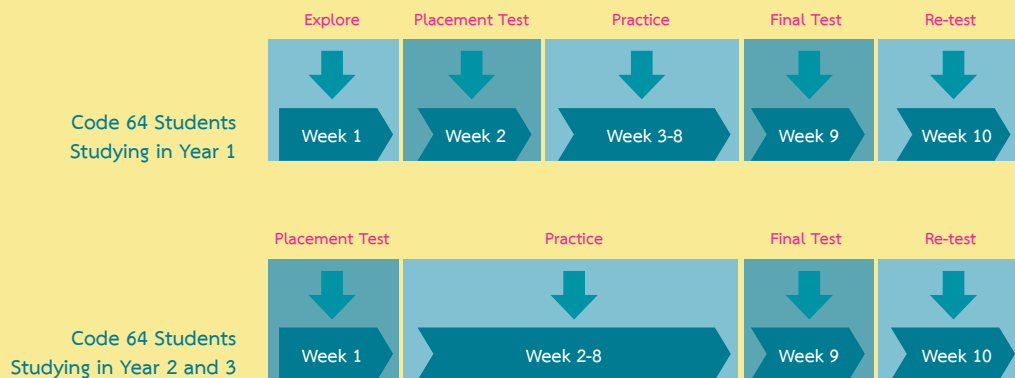 Explore Placement Test Practice Final Test Re-test
Code 64 Students
Studying in Year 1
Week 1 Week 2 Week 3-8 Week 9 Week 10
Placement Test Practice Final Test Re-test
Code 64 Students
Studying in Year 2 and 3
Week 1 Week 2-8 Week 9 Week 10